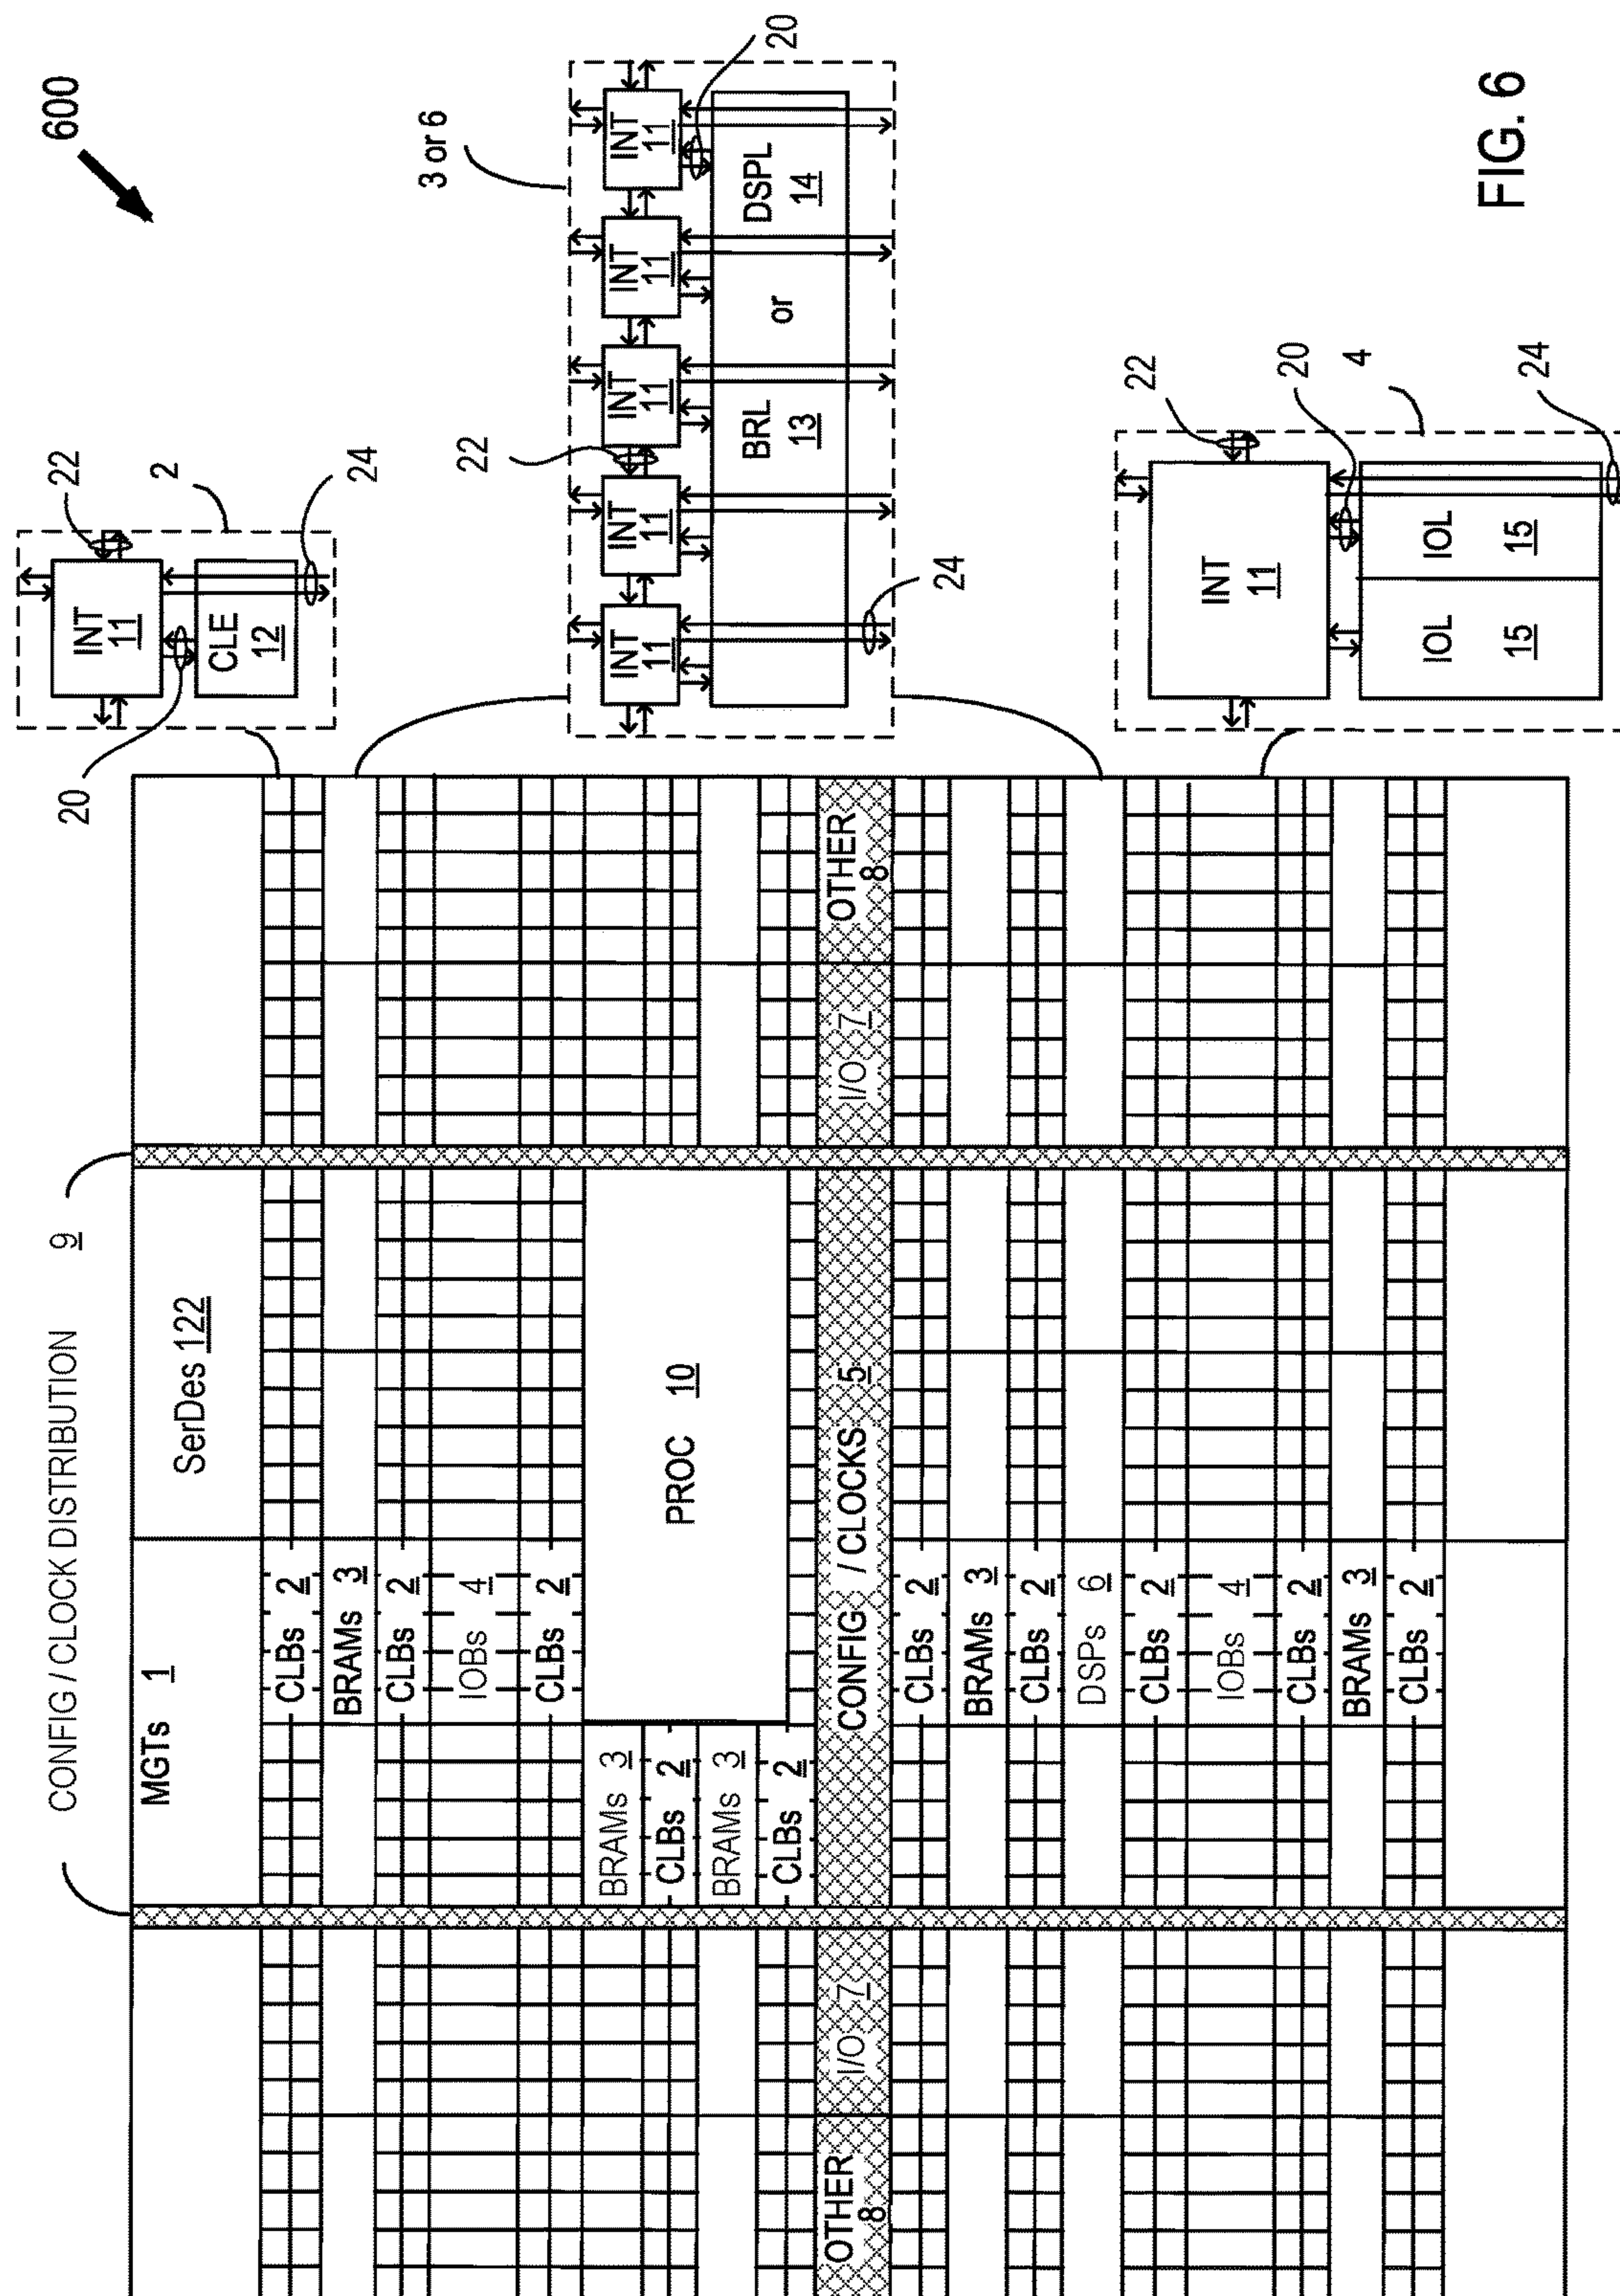 600
CONFIG / CLOCK DISTRIBUTION 9
MGTs 1
SerDes 122
CLBs 2
BRAMs 3
CLBs 2
IOBs 4
CLBs 2
BRAMs 3
CLBs 2
BRAMs 3
CLBs 2
PROC 10
OTHER 8
I/O 7
CONFIG / CLOCKS 5
I/O 7
OTHER 8
CLBs 2
BRAMs 3
CLBs 2
DSPs 6
CLBs 2
IOBs 4
CLBs 2
BRAMs 3
CLBs 2
20
22
2
24
INT 11
CLE 12
3 or 6
20
22
24
INT 11
INT 11
INT 11
INT 11
INT 11
BRL 13
or
DSPL 14
22
20
4
24
INT 11
IOL 15
IOL 15
FIG. 6